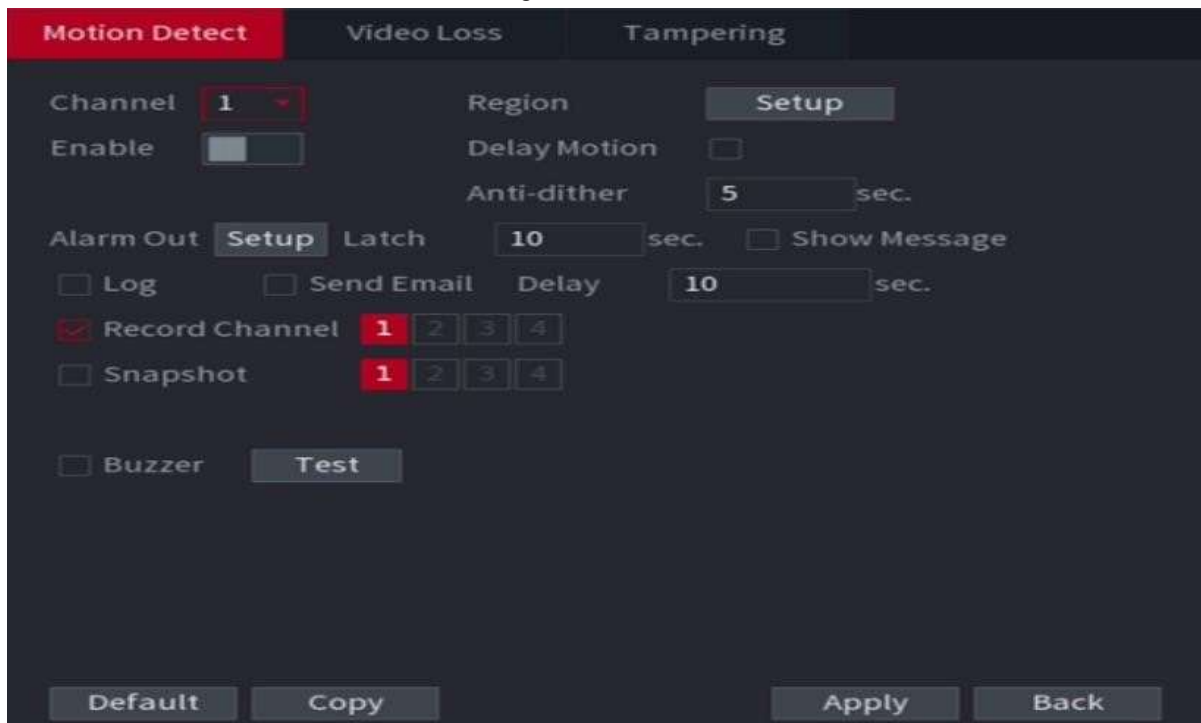 Motion Detect Video Loss Tampering
Channel 1 Region Setup
Enable Delay Motion
Anti-dither 5 sec.
Alarm Out Setup Latch 10 sec. Show Message
Log Send Email Delay 10 sec.
Record Channel 1 2 3 4
Snapshot 1 2 3 4
Buzzer Test
Default Copy Apply Back